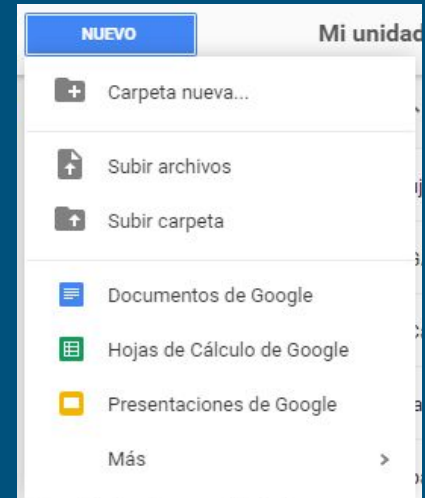 NUEVO
Mi unidad
Carpeta nueva...
Subir archivos
Subir carpeta
Documentos de Google
Hojas de Cálculo de Google
Presentaciones de Google
Más